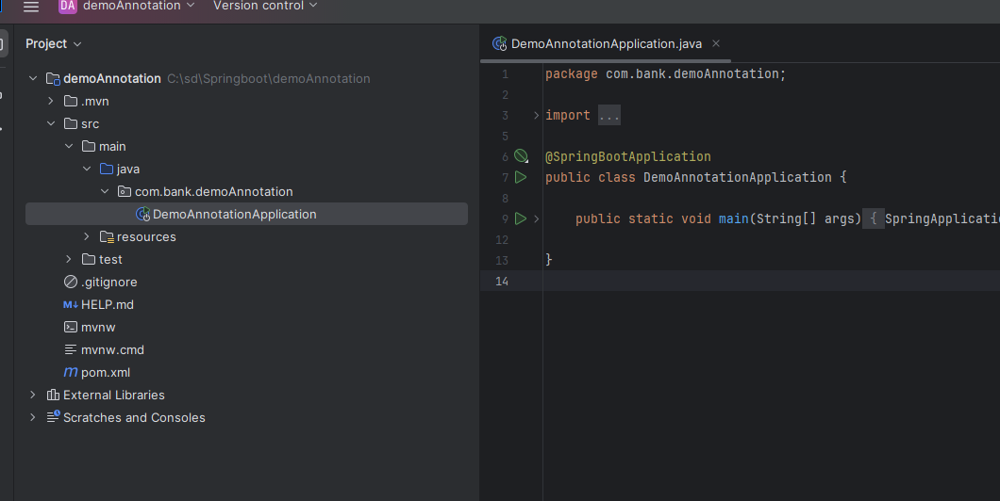 DA demoAnnotation Version control
Project
demoAnnotation C:\sd\Springboot\demoAnnotation
.mvn
src
main
java
com.bank.demoAnnotation
DemoAnnotationApplication
resources
test
.gitignore
M↓ HELP.md
mvnw
mvnw.cmd
m pom.xml
External Libraries
Scratches and Consoles
DemoAnnotationApplication.java
1 package com.bank.demoAnnotation;
2
3 import ...
5
6 @SpringBootApplication
7 public class DemoAnnotationApplication {
8
9 public static void main(String[] args) { SpringApplicatio
12
13 }
14